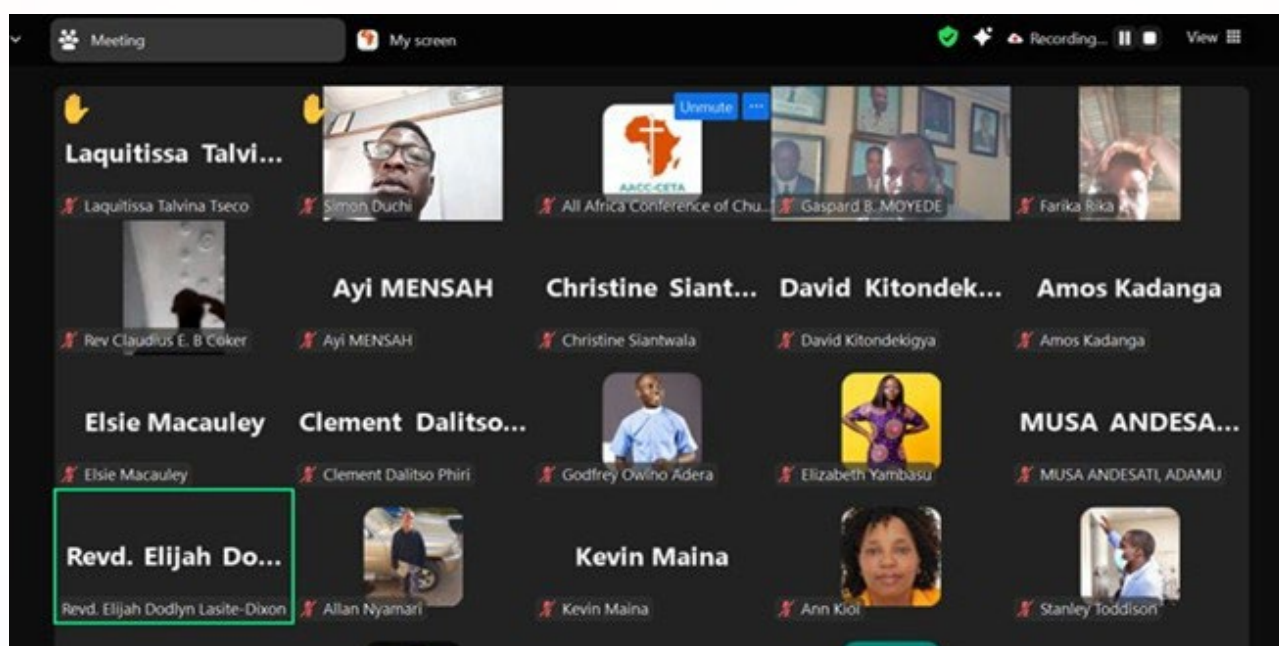 Meeting
My screen
Recording...
View
Laquitissa Talvi...
Laquitissa Talvina Tseco
Simon Duchi
Unmute
...
AACC-CETA
All Africa Conference of Chu...
Gaspard B. MOYEDE
Farika Rika
Rev Claudius E. B Coker
Ayi MENSAH
Ayi MENSAH
Christine Siant...
Christine Siantwala
David Kitondek...
David Kitondekigya
Amos Kadanga
Amos Kadanga
Elsie Macauley
Elsie Macauley
Clement Dalitso...
Clement Dalitso Phiri
Godfrey Owino Adera
Elizabeth Yambasu
MUSA ANDESA...
MUSA ANDESATI, ADAMU
Revd. Elijah Do...
Revd. Elijah Dodlyn Lasite-Dixon
Allan Nyamari
Kevin Maina
Kevin Maina
Ann Kioi
Stanley Toddison